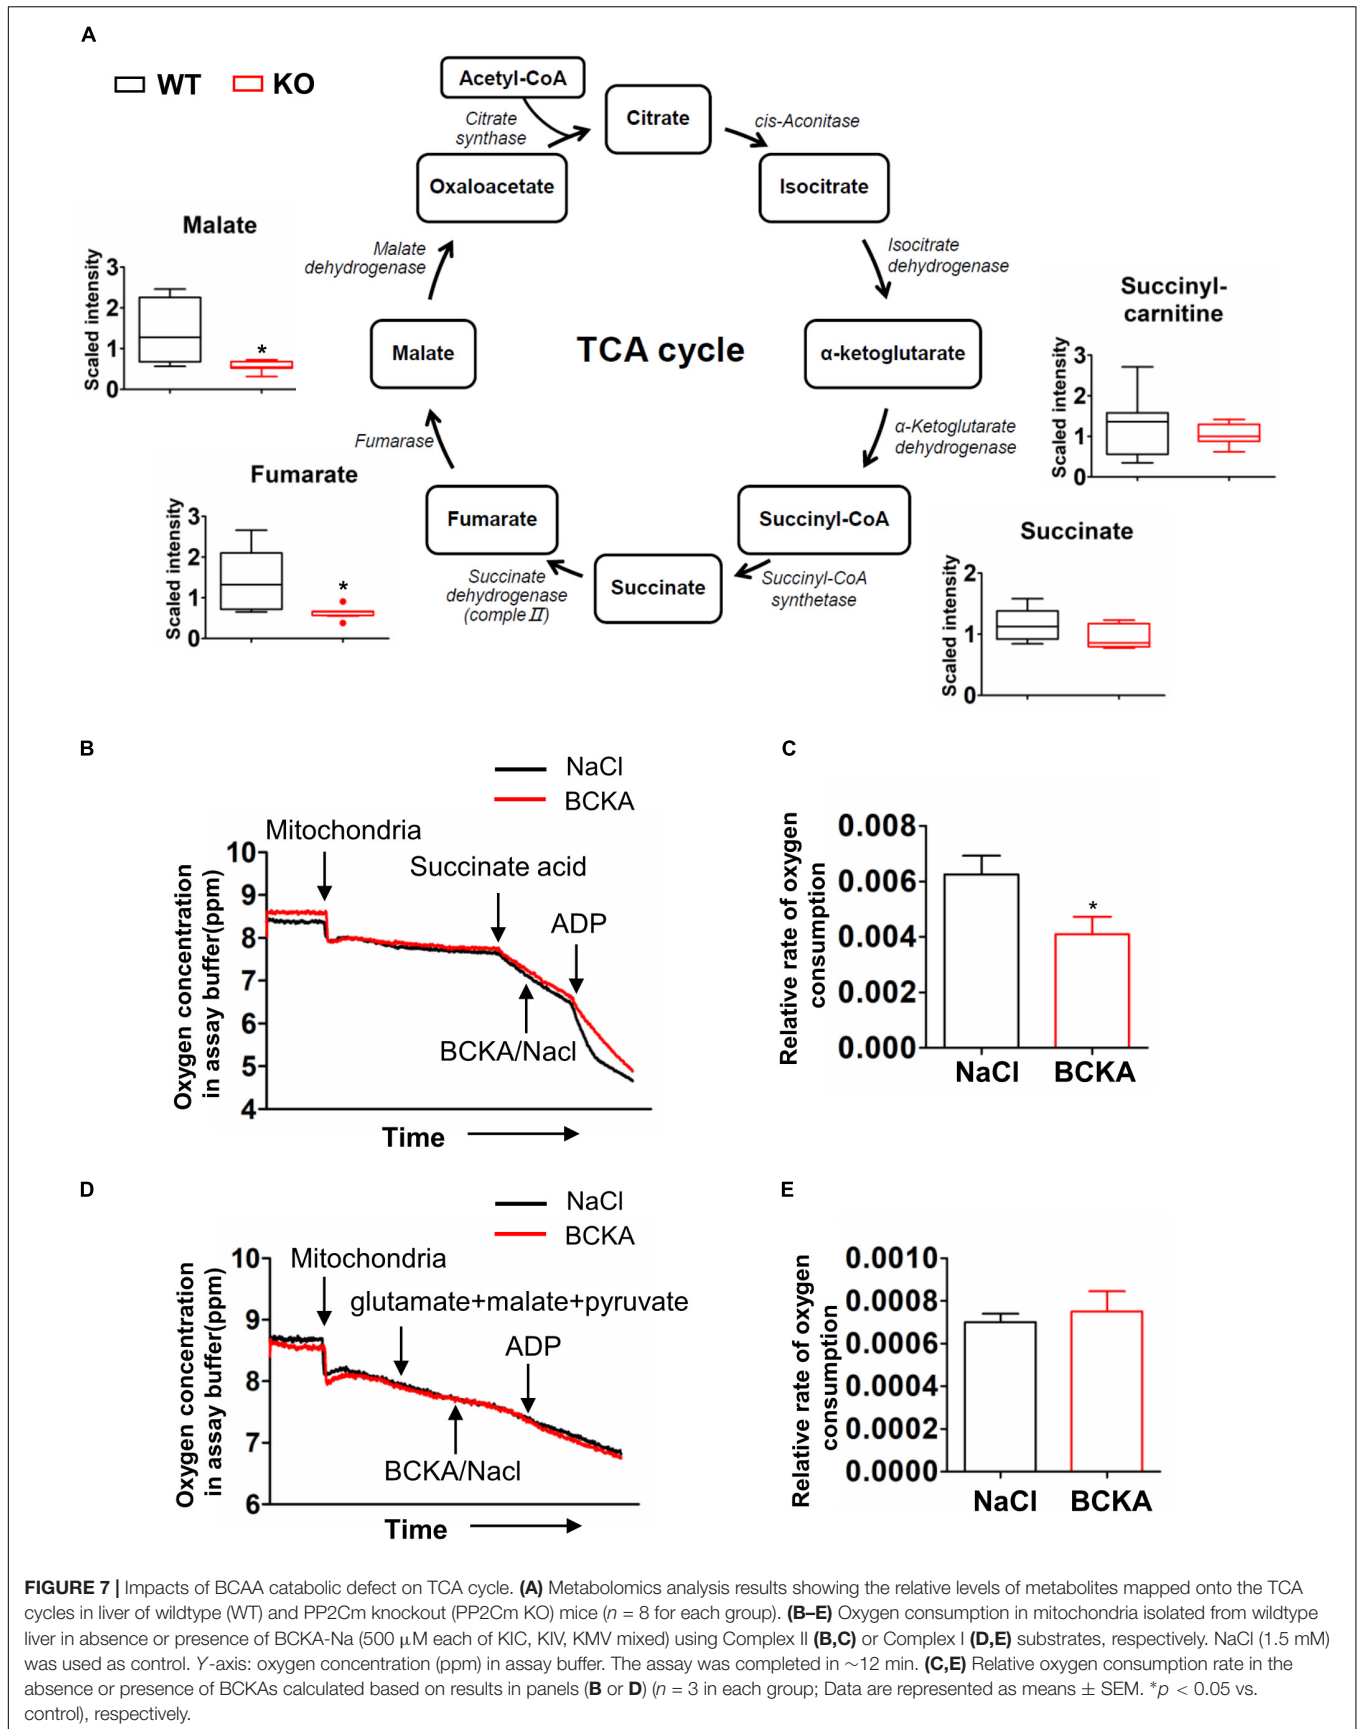 A
WT KO
Acetyl-CoA
Citrate
synthase
Citrate
cis-Aconitase
Oxaloacetate
Isocitrate
Malate
dehydrogenase
Isocitrate
dehydrogenase
Malate
Scaled intensity
3
2
1
0
*
Malate
TCA cycle
α-ketoglutarate
Succinyl-
carnitine
Scaled intensity
3
2
1
0
Fumarase
α-Ketoglutarate
dehydrogenase
Fumarate
Scaled intensity
3
2
1
0
*
Fumarate
Succinyl-CoA
Succinate
dehydrogenase
(comple II)
Succinate
Succinyl-CoA
synthetase
Succinate
Scaled intensity
2
1
0
B
NaCl
BCKA
Oxygen concentration
in assay buffer(ppm)
10
9
8
7
6
5
4
Mitochondria
Succinate acid
ADP
BCKA/Nacl
Time
C
Relative rate of oxygen
consumption
0.008
0.006
0.004
0.002
0.000
*
NaCl BCKA
D
NaCl
BCKA
Oxygen concentration
in assay buffer(ppm)
10
9
8
7
6
Mitochondria
glutamate+malate+pyruvate
ADP
BCKA/Nacl
Time
E
Relative rate of oxygen
consumption
0.0010
0.0008
0.0006
0.0004
0.0002
0.0000
NaCl BCKA
FIGURE 7 | Impacts of BCAA catabolic defect on TCA cycle. (A) Metabolomics analysis results showing the relative levels of metabolites mapped onto the TCA
cycles in liver of wildtype (WT) and PP2Cm knockout (PP2Cm KO) mice (n = 8 for each group). (B–E) Oxygen consumption in mitochondria isolated from wildtype
liver in absence or presence of BCKA-Na (500 μM each of KIC, KIV, KMV mixed) using Complex II (B,C) or Complex I (D,E) substrates, respectively. NaCl (1.5 mM)
was used as control. Y-axis: oxygen concentration (ppm) in assay buffer. The assay was completed in ∼12 min. (C,E) Relative oxygen consumption rate in the
absence or presence of BCKAs calculated based on results in panels (B or D) (n = 3 in each group; Data are represented as means ± SEM. *p < 0.05 vs.
control), respectively.